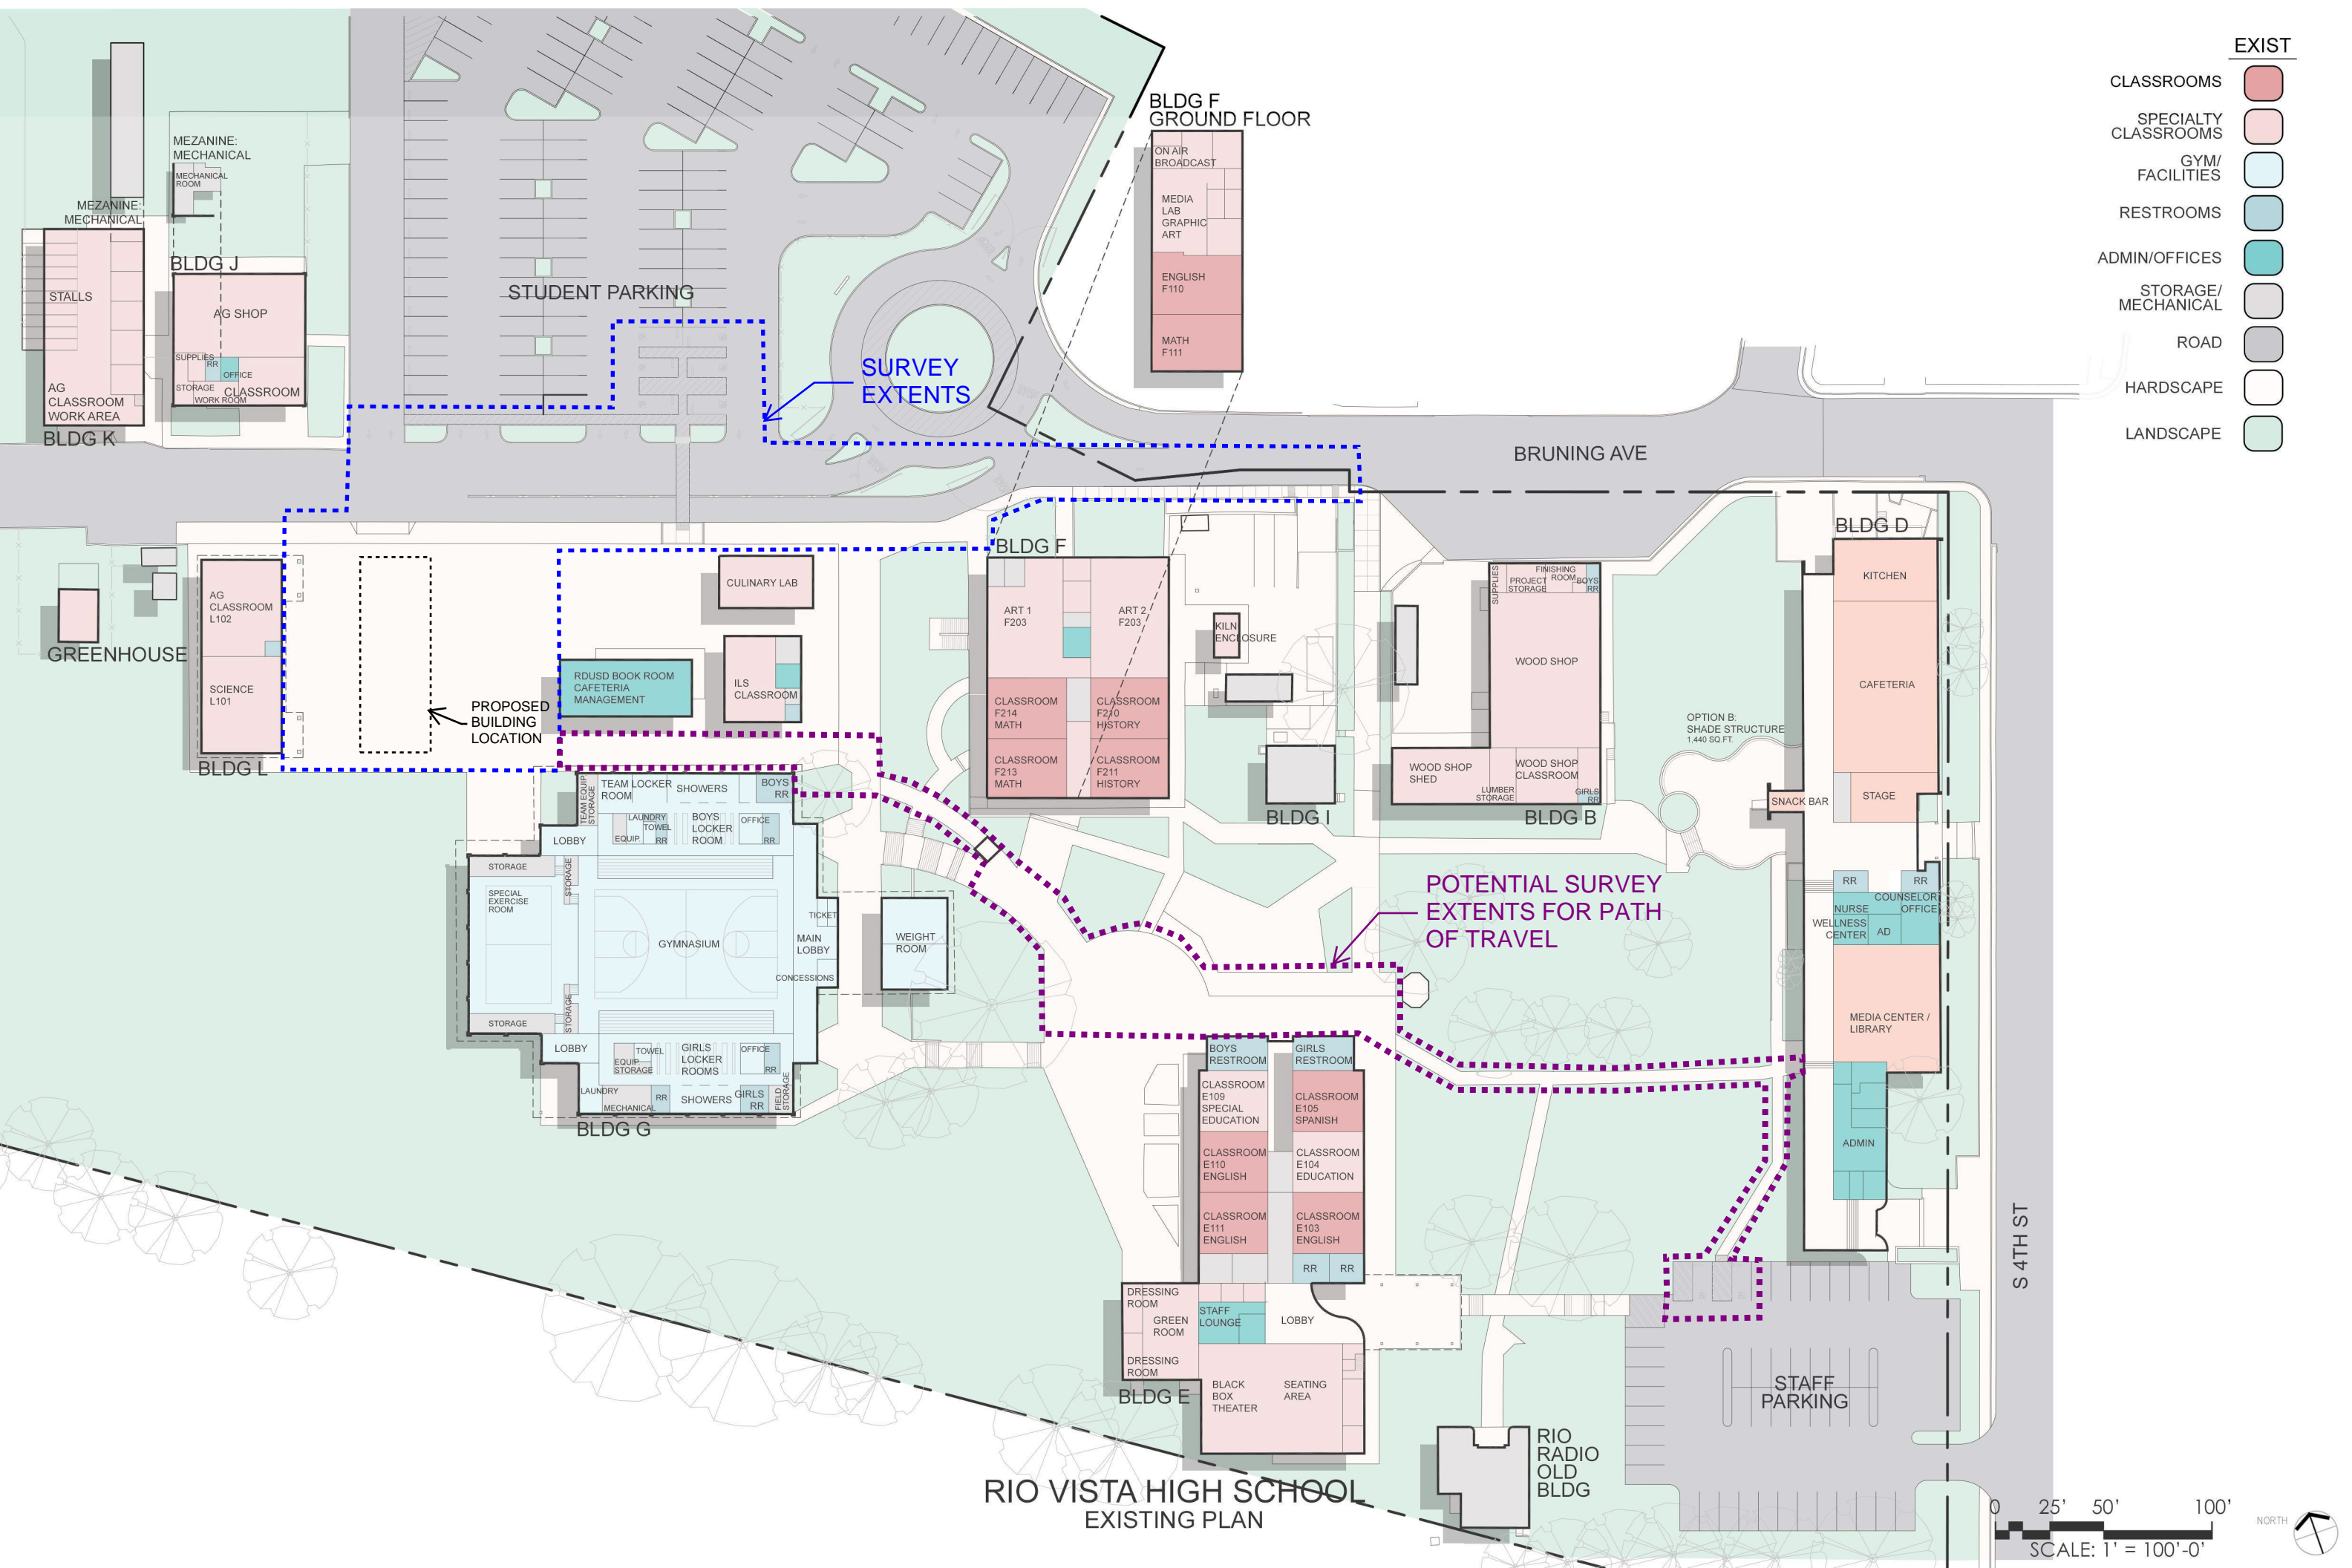 EXIST
CLASSROOMS
SPECIALTY
CLASSROOMS
GYM/
FACILITIES
RESTROOMS
ADMIN/OFFICES
STORAGE/
MECHANICAL
ROAD
HARDSCAPE
LANDSCAPE
BLDG F
GROUND FLOOR
ON AIR
BROADCAST
MEDIA
LAB
GRAPHIC
ART
ENGLISH
F110
MATH
F111
MEZANINE:
MECHANICAL
MECHANICAL
ROOM
MEZANINE:
MECHANICAL
BLDG J
STALLS
AG SHOP
SUPPLIES
RR
OFFICE
STORAGE
CLASSROOM
WORK ROOM
AG
CLASSROOM
WORK AREA
BLDG K
STUDENT PARKING
SURVEY
EXTENTS
BRUNING AVE
GREENHOUSE
AG
CLASSROOM
L102
SCIENCE
L101
BLDG L
PROPOSED
BUILDING
LOCATION
CULINARY LAB
RDUSD BOOK ROOM
CAFETERIA
MANAGEMENT
ILS
CLASSROOM
BLDG F
ART 1
F203
ART 2
F203
CLASSROOM
F214
MATH
CLASSROOM
F210
HISTORY
CLASSROOM
F213
MATH
CLASSROOM
F211
HISTORY
KILN
ENCLOSURE
BLDG I
SUPPLIES
PROJECT
STORAGE
FINISHING
ROOM
BOYS
RR
WOOD SHOP
WOOD SHOP
SHED
LUMBER
STORAGE
WOOD SHOP
CLASSROOM
GIRLS
RR
BLDG B
OPTION B:
SHADE STRUCTURE
1,440 SQ.FT.
BLDG D
KITCHEN
CAFETERIA
SNACK BAR
STAGE
RR
RR
COUNSELOR
OFFICE
NURSE
WELLNESS
CENTER
AD
MEDIA CENTER /
LIBRARY
ADMIN
TEAM EQUIP
STORAGE
TEAM LOCKER
ROOM
SHOWERS
BOYS
RR
LAUNDRY
TOWEL
EQUIP
RR
BOYS
LOCKER
ROOM
OFFICE
RR
LOBBY
STORAGE
STORAGE
SPECIAL
EXERCISE
ROOM
GYMNASIUM
TICKET
MAIN
LOBBY
CONCESSIONS
WEIGHT
ROOM
STORAGE
STORAGE
LOBBY
EQUIP
STORAGE
TOWEL
GIRLS
LOCKER
ROOMS
OFFICE
RR
LAUNDRY
MECHANICAL
RR
SHOWERS
GIRLS
RR
FIELD
STORAGE
BLDG G
POTENTIAL SURVEY
EXTENTS FOR PATH
OF TRAVEL
BOYS
RESTROOM
GIRLS
RESTROOM
CLASSROOM
E109
SPECIAL
EDUCATION
CLASSROOM
E105
SPANISH
CLASSROOM
E110
ENGLISH
CLASSROOM
E104
EDUCATION
CLASSROOM
E111
ENGLISH
CLASSROOM
E103
ENGLISH
RR
RR
DRESSING
ROOM
GREEN
ROOM
STAFF
LOUNGE
LOBBY
DRESSING
ROOM
BLDG E
BLACK
BOX
THEATER
SEATING
AREA
RIO
RADIO
OLD
BLDG
STAFF
PARKING
S 4TH ST
RIO VISTA HIGH SCHOOL
EXISTING PLAN
0 25' 50' 100'
SCALE: 1' = 100'-0'
NORTH